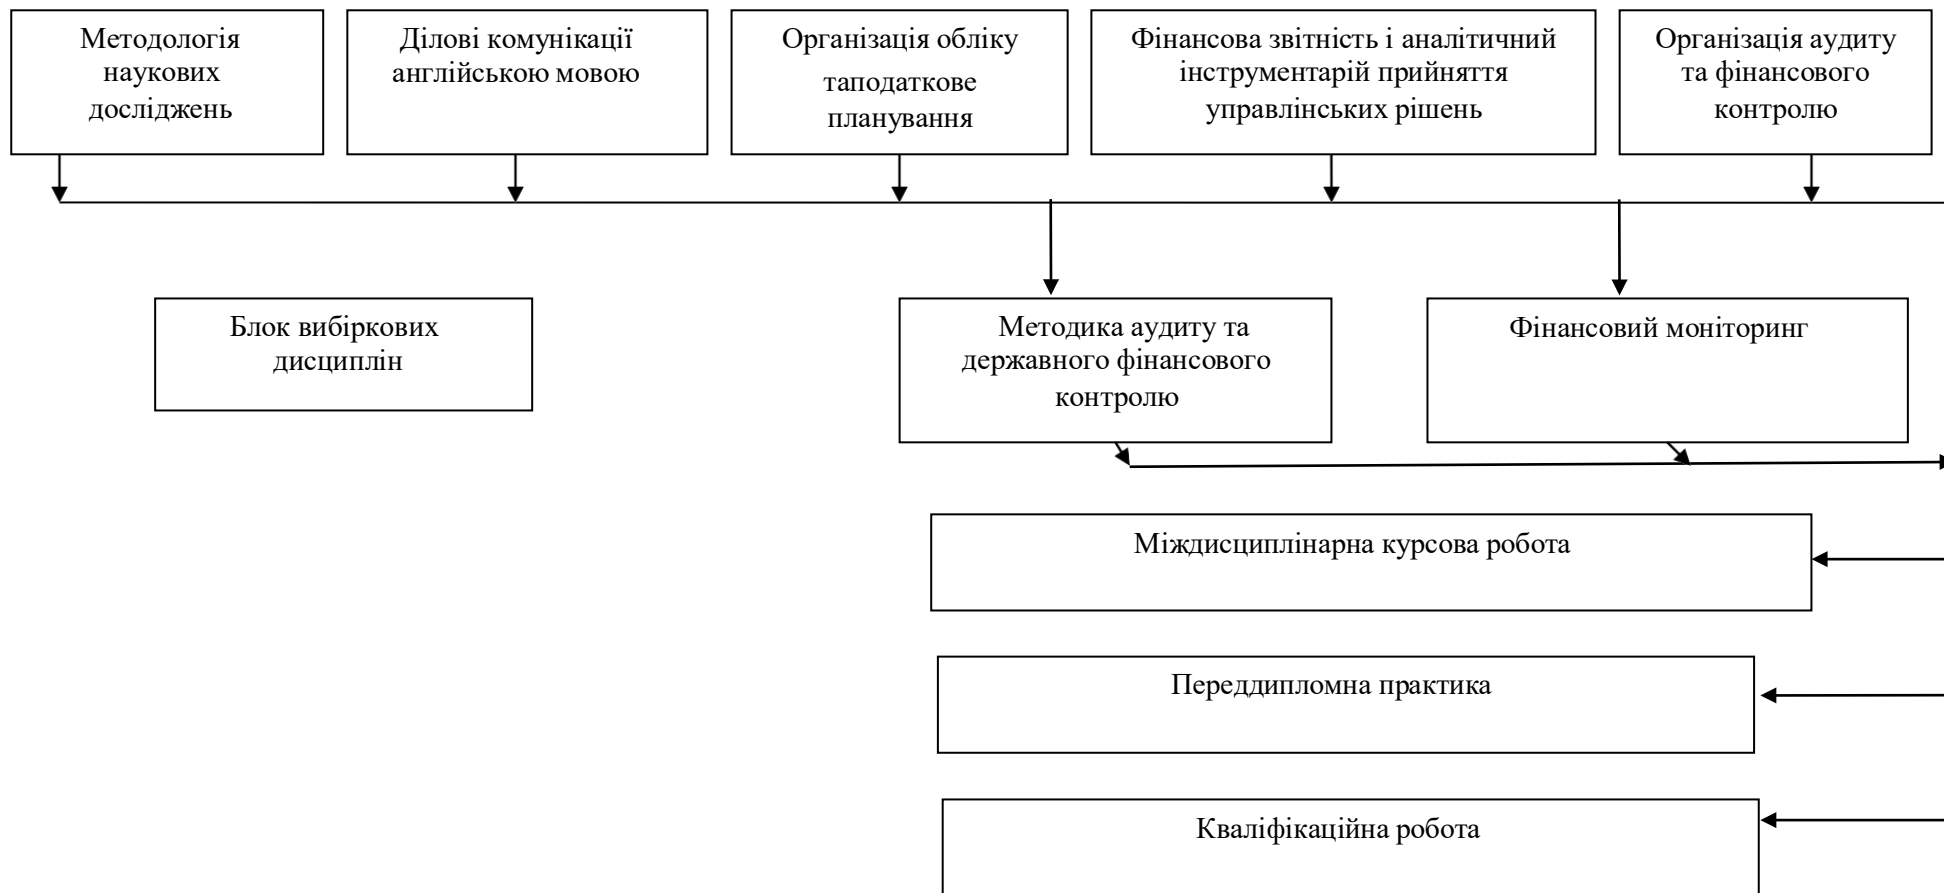 Методологія
наукових
досліджень
Ділові комунікації
англійською мовою
Організація обліку
таподаткове
планування
Фінансова звітність і аналітичний
інструментарій прийняття
управлінських рішень
Організація аудиту
та фінансового
контролю
Блок вибіркових
дисциплін
Методика аудиту та
державного фінансового
контролю
Фінансовий моніторинг
Міждисциплінарна курсова робота
Переддипломна практика
Кваліфікаційна робота